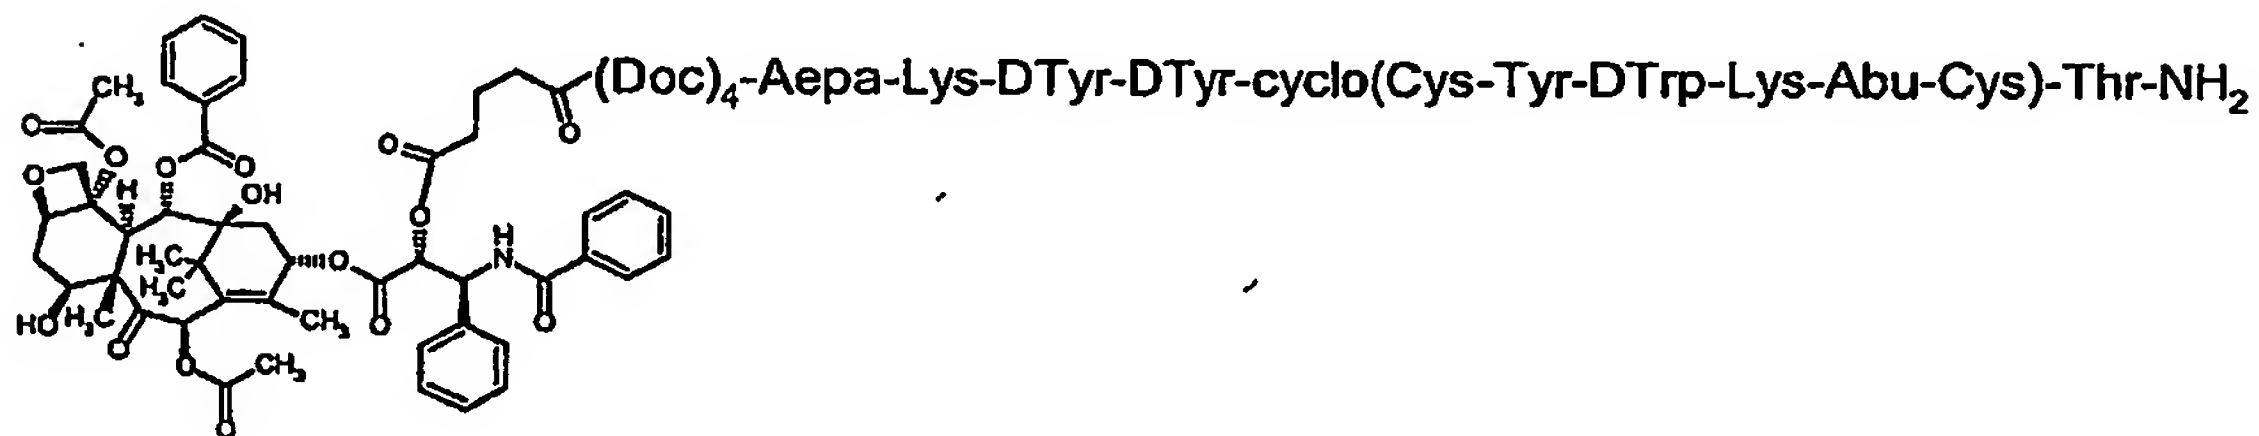 (Doc)₄-Aepa-Lys-DTyr-DTyr-cyclo(Cys-Tyr-DTrp-Lys-Abu-Cys)-Thr-NH₂
CH₃
O
O
O
O
O
O
O
H
OH
O
H₃C
H₃C
O
H
N
HO
H₃C
O
CH₃
O
O
O
CH₃
O